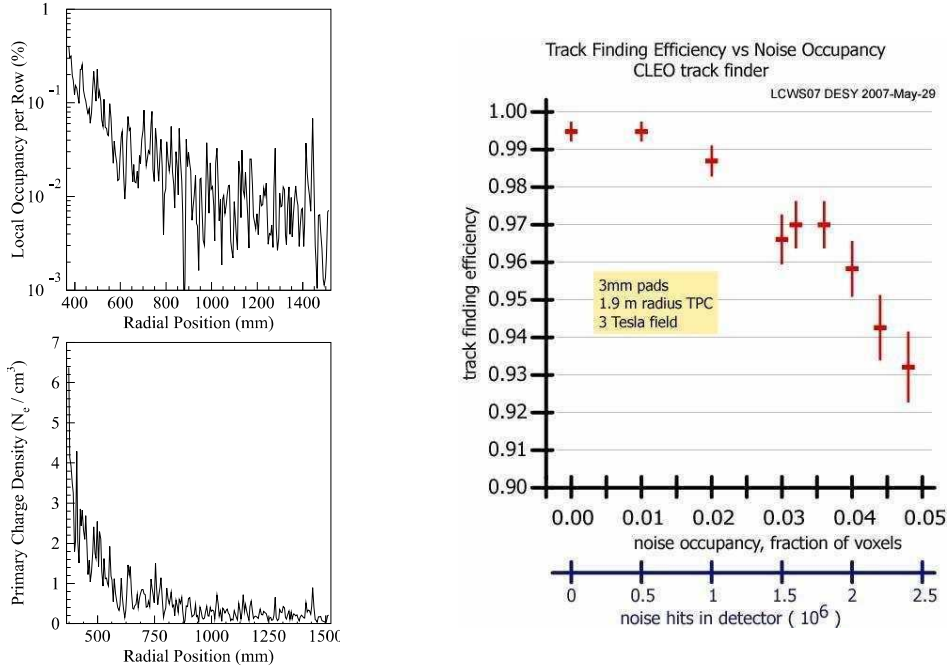 1
10 -1
10 -2
10 -3
Local Occupancy per Row (%)
400 600 800 1000 1200 1400
Radial Position (mm)
7
6
5
4
3
2
1
0
Primary Charge Density (Ne / cm3)
500 750 1000 1250 1500
Radial Position (mm)
Track Finding Efficiency vs Noise Occupancy
CLEO track finder
LCWS07 DESY 2007-May-29
1.00
0.99
0.98
0.97
0.96
0.95
0.94
0.93
0.92
0.91
0.90
track finding efficiency
3mm pads
1.9 m radius TPC
3 Tesla field
0.00 0.01 0.02 0.03 0.04 0.05
noise occupancy, fraction of voxels
0 0.5 1 1.5 2 2.5
noise hits in detector ( 10⁶ )